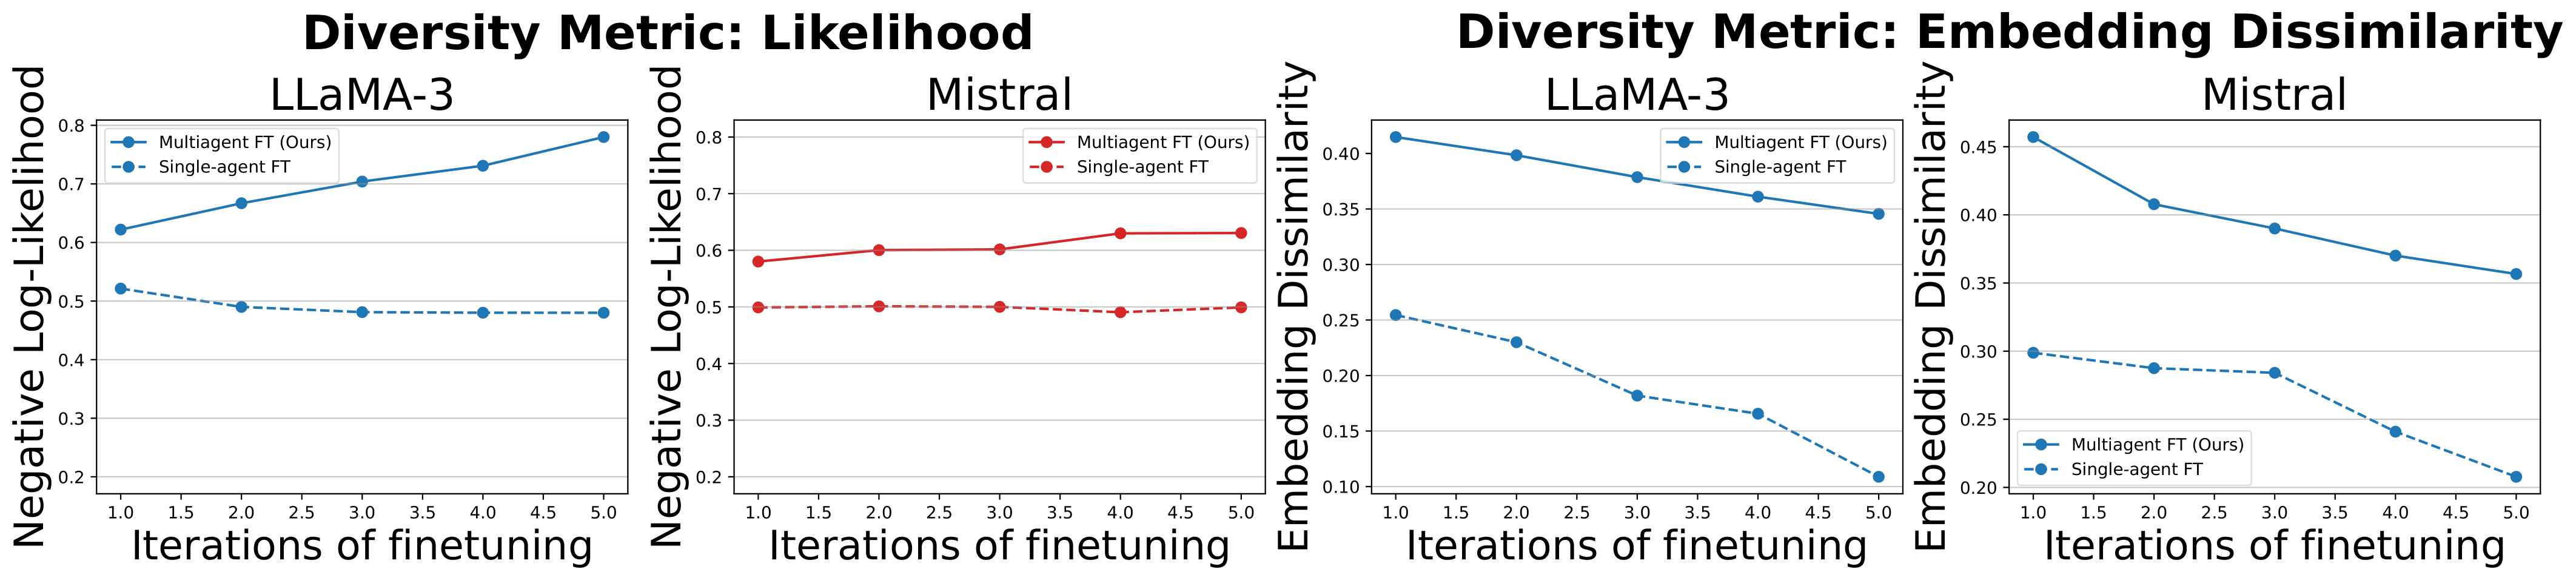 Diversity Metric: Likelihood
Diversity Metric: Embedding Dissimilarity
LLaMA-3
Negative Log-Likelihood
0.8
0.7
0.6
0.5
0.4
0.3
0.2
Multiagent FT (Ours)
Single-agent FT
1.0 1.5 2.0 2.5 3.0 3.5 4.0 4.5 5.0
Iterations of finetuning
Mistral
Negative Log-Likelihood
0.8
0.7
0.6
0.5
0.4
0.3
0.2
Multiagent FT (Ours)
Single-agent FT
1.0 1.5 2.0 2.5 3.0 3.5 4.0 4.5 5.0
Iterations of finetuning
LLaMA-3
Embedding Dissimilarity
0.40
0.35
0.30
0.25
0.20
0.15
0.10
Multiagent FT (Ours)
Single-agent FT
1.0 1.5 2.0 2.5 3.0 3.5 4.0 4.5 5.0
Iterations of finetuning
Mistral
Embedding Dissimilarity
0.45
0.40
0.35
0.30
0.25
0.20
Multiagent FT (Ours)
Single-agent FT
1.0 1.5 2.0 2.5 3.0 3.5 4.0 4.5 5.0
Iterations of finetuning